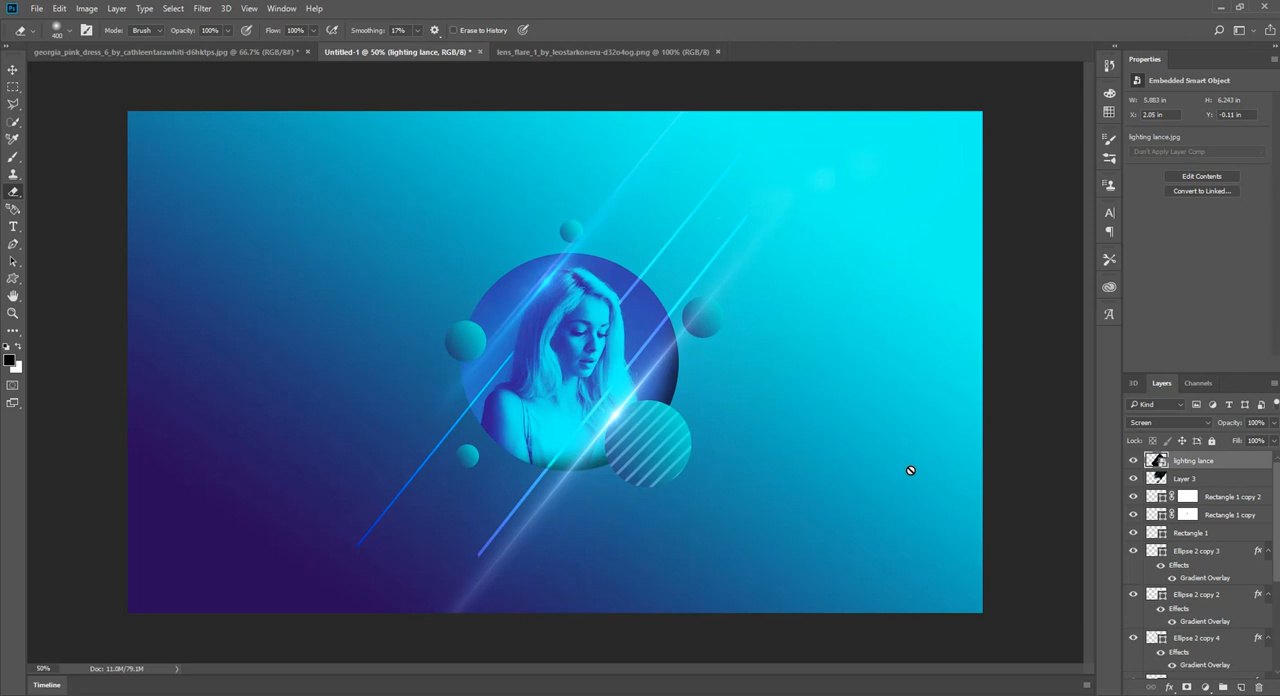 Ps File Edit Image Layer Type Select Filter 3D View Window Help
400 Mode: Brush Opacity: 100% Flow: 100% Smoothing: 17% Erase to History
georgia_pink_dress_6_by_cathleentarawhiti-d6hktps.jpg @ 66.7% (RGB/8#) * × Untitled-1 @ 50% (lighting lance, RGB/8) * × lens_flare_1_by_leostarkoneru-d32o4og.png @ 100% (RGB/8) ×
Properties
Embedded Smart Object
W: 5.883 in H: 6.243 in
X: 2.05 in Y: -0.11 in
lighting lance.jpg
Don't Apply Layer Comp
Edit Contents
Convert to Linked...
3D Layers Channels
Kind
Screen Opacity: 100%
Lock: Fill: 100%
lighting lance
Layer 3
Rectangle 1 copy 2
Rectangle 1 copy
Rectangle 1
Ellipse 2 copy 3 fx
Effects
Gradient Overlay
Ellipse 2 copy 2 fx
Effects
Gradient Overlay
Ellipse 2 copy 4 fx
Effects
Gradient Overlay
50% Doc: 11.0M/79.1M
Timeline